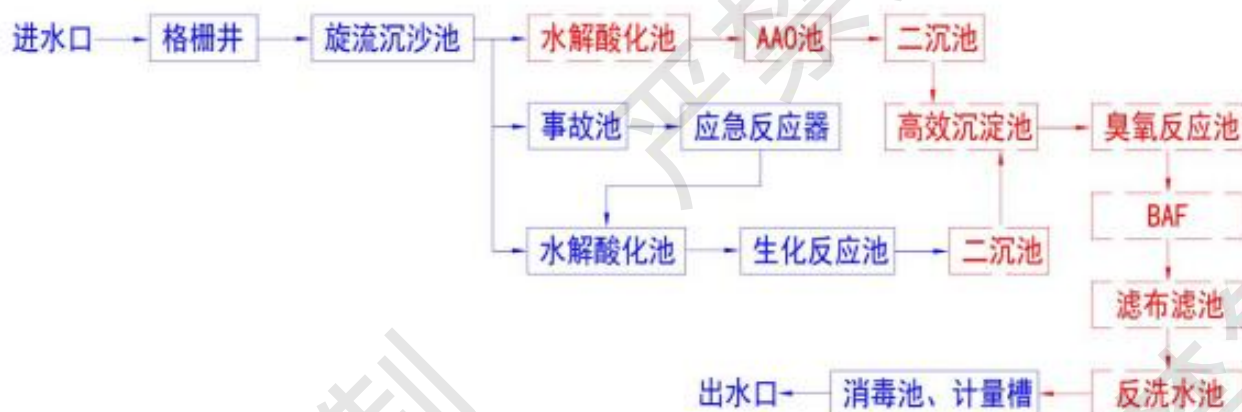 进水口 格栅井 旋流沉沙池 水解酸化池 AAO池 二沉池
事故池 应急反应器 高效沉淀池 臭氧反应池
BAF
水解酸化池 生化反应池 二沉池
滤布滤池
出水口 消毒池、计量槽 反洗水池
严禁
制